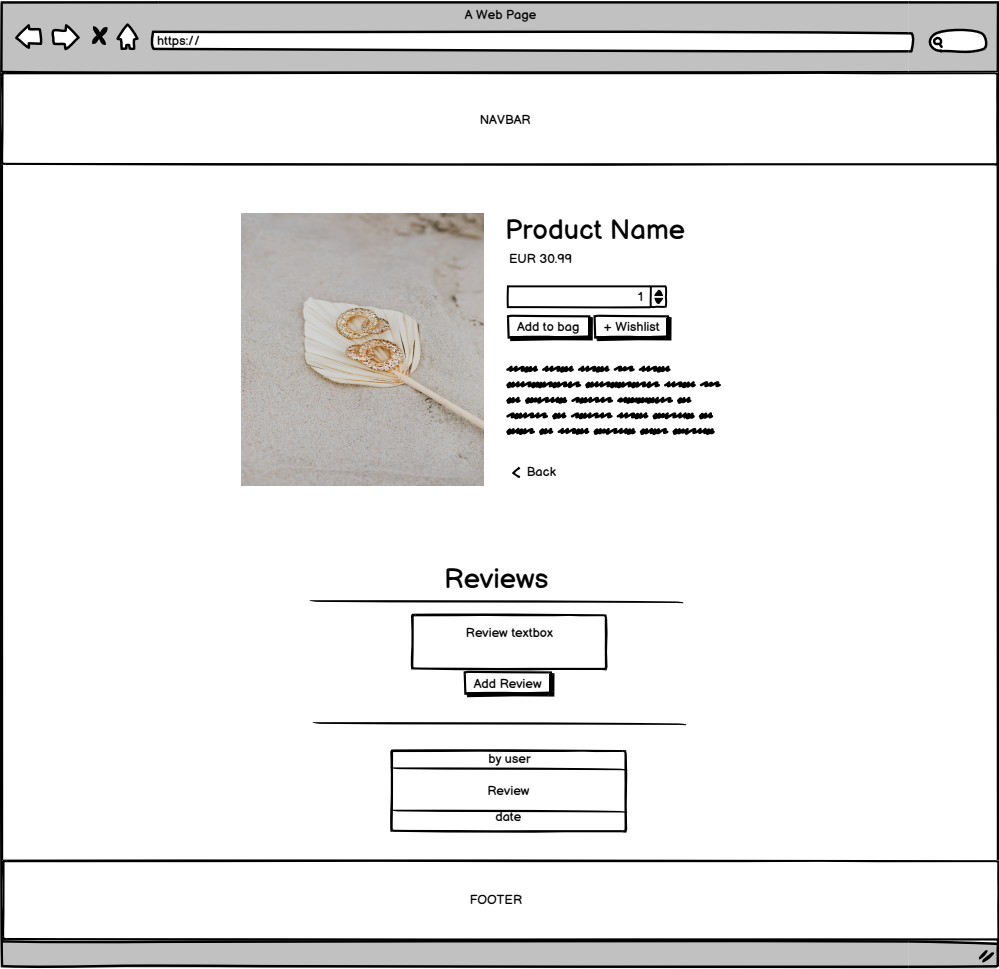 A Web Page
https://
NAVBAR
Product Name
EUR 30.99
1
Add to bag
+ Wishlist
Back
Reviews
Review textbox
Add Review
by user
Review
date
FOOTER